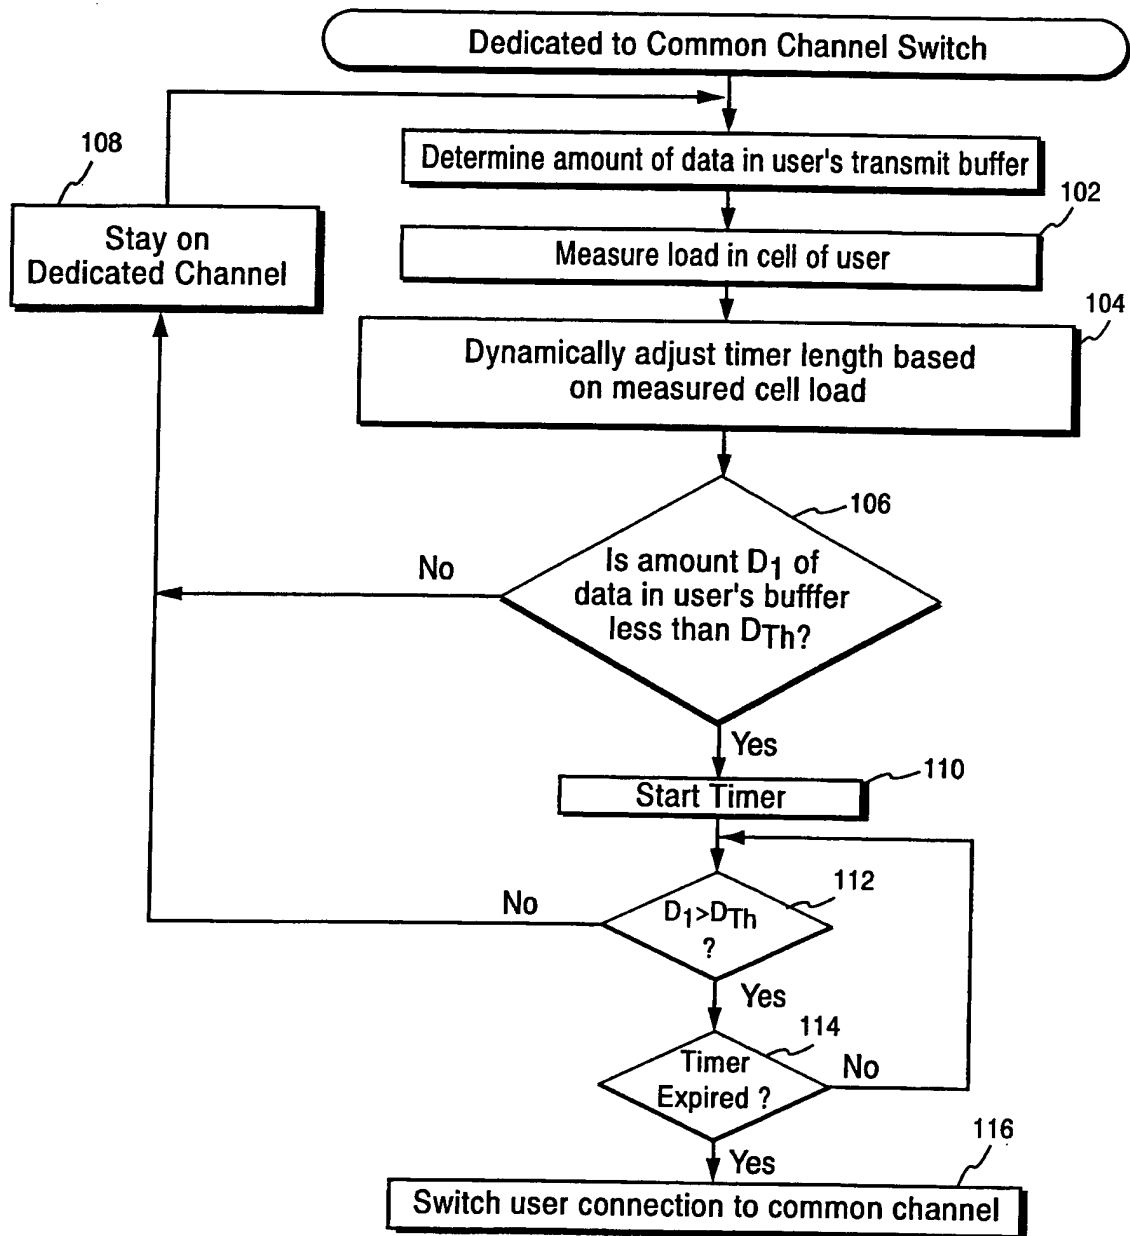 Dedicated to Common Channel Switch
Determine amount of data in user's transmit buffer
102
Measure load in cell of user
108
Stay on
Dedicated Channel
104
Dynamically adjust timer length based
on measured cell load
106
Is amount D1 of
data in user's bufffer
less than DTh?
No
Yes
110
Start Timer
112
D1>DTh
?
No
Yes
114
Timer
Expired ?
No
Yes
116
Switch user connection to common channel